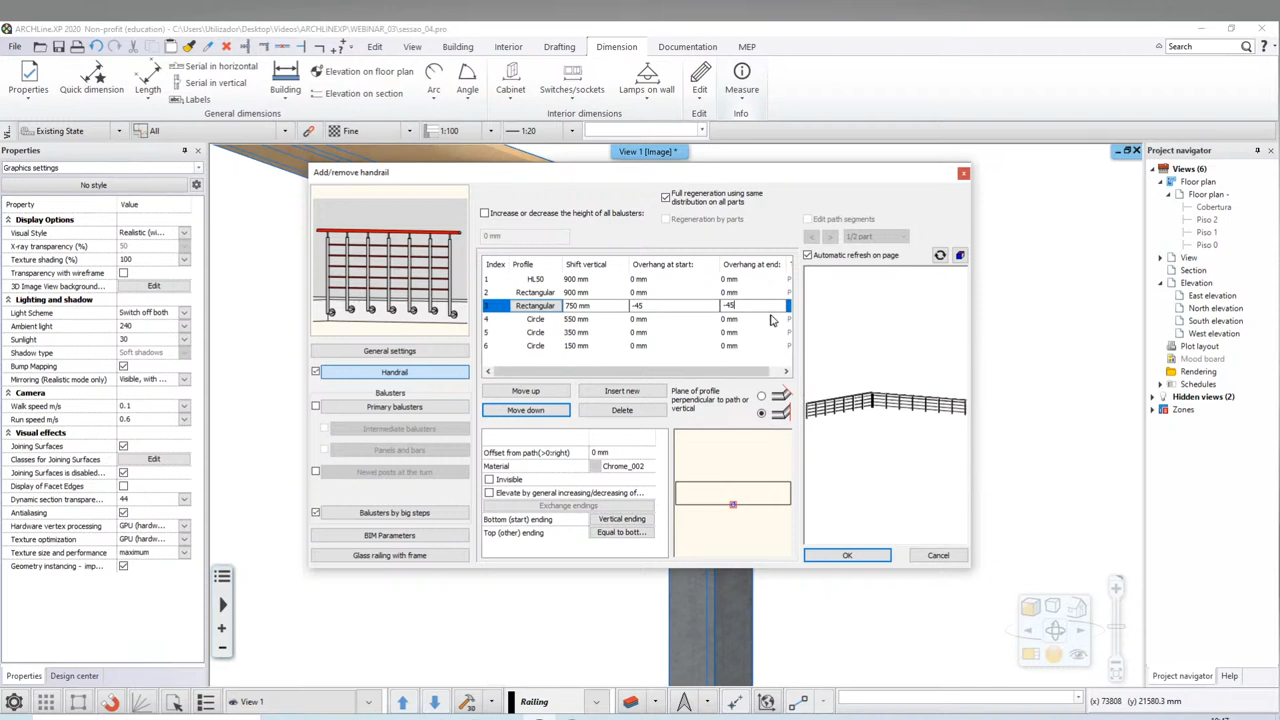 ARCHLine.XP 2020 Non-profit (education) - C:\Users\Utilizador\Desktop\Videos\ARCHLINEXP\WEBINAR_03\sessao_04.pro
File Edit View Building Interior Drafting Dimension Documentation MEP Search
Properties Quick dimension Length Serial in horizontal Serial in vertical Labels Building Elevation on floor plan Elevation on section Arc Angle Cabinet Switches/sockets Lamps on wall Edit Measure
General dimensions Interior dimensions Edit Info
Existing State All Fine 1:100 1:20
Properties
Graphics settings
No style
Property Value
Display Options
Visual Style Realistic (wi...
X-ray transparency (%) 50
Texture shading (%) 100
Transparency with wireframe
3D Image View background... Edit
Lighting and shadow
Light Scheme Switch off both
Ambient light 240
Sunlight 30
Shadow type Soft shadows
Bump Mapping
Mirroring (Realistic mode only) Visible, with ...
Camera
Walk speed m/s 0.1
Run speed m/s 0.6
Visual effects
Joining Surfaces
Classes for Joining Surfaces Edit
Joining Surfaces is disabled...
Display of Facet Edges
Dynamic section transpare... 44
Antialiasing
Hardware vertex processing GPU (hardw...
Texture optimization GPU (hardw...
Texture size and performance maximum
Geometry instancing - imp...
Properties Design center
View 1 [Image] *
Add/remove handrail
General settings
Handrail
Balusters
Primary balusters
Intermediate balusters
Panels and bars
Newel posts at the turn
Balusters by big steps
BIM Parameters
Glass railing with frame
Increase or decrease the height of all balusters:
0 mm
Full regeneration using same distribution on all parts
Regeneration by parts
Edit path segments
< > 1/2 part
Automatic refresh on page
Index Profile Shift vertical Overhang at start: Overhang at end:
1 HL50 900 mm 0 mm 0 mm P
2 Rectangular 900 mm 0 mm 0 mm P
3 Rectangular 750 mm -45 -45
4 Circle 550 mm 0 mm 0 mm P
5 Circle 350 mm 0 mm 0 mm P
6 Circle 150 mm 0 mm 0 mm P
Move up Insert new
Move down Delete
Plane of profile perpendicular to path or vertical
Offset from path(>0:right) 0 mm
Material Chrome_002
Invisible
Elevate by general increasing/decreasing of...
Exchange endings
Bottom (start) ending Vertical ending
Top (other) ending Equal to bott...
OK Cancel
Project navigator
Views (6)
Floor plan
Floor plan -
Cobertura
Piso 2
Piso 1
Piso 0
View
Section
Elevation
East elevation
North elevation
South elevation
West elevation
Plot layout
Mood board
Rendering
Schedules
Hidden views (2)
Zones
Project navigator Help
View 1 Railing (x) 73808 (y) 21580.3 mm